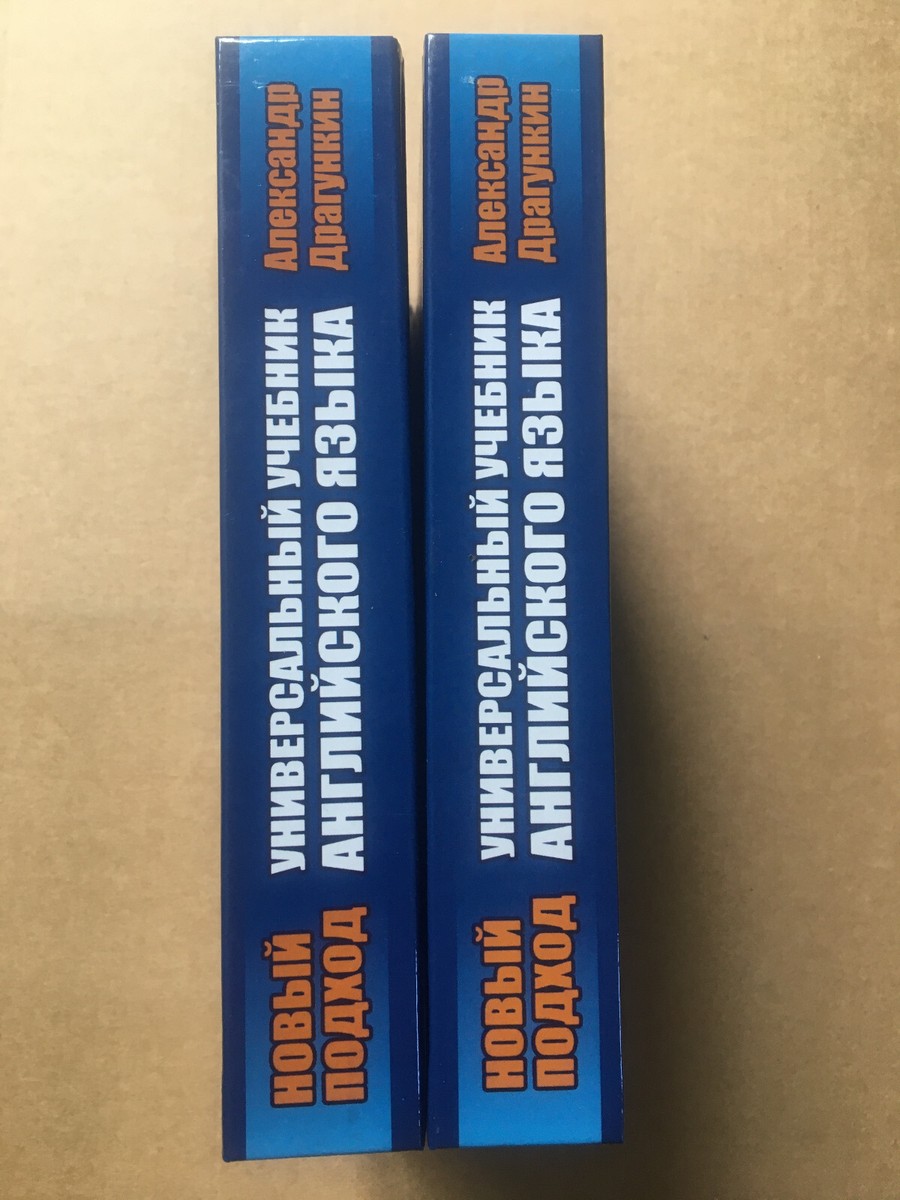 НОВЫЙ
ПОДХОД
УНИВЕРСАЛЬНЫЙ УЧЕБНИК
АНГЛИЙСКОГО ЯЗЫКА
Александр
Драгункин
НОВЫЙ
ПОДХОД
УНИВЕРСАЛЬНЫЙ УЧЕБНИК
АНГЛИЙСКОГО ЯЗЫКА
Александр
Драгункин